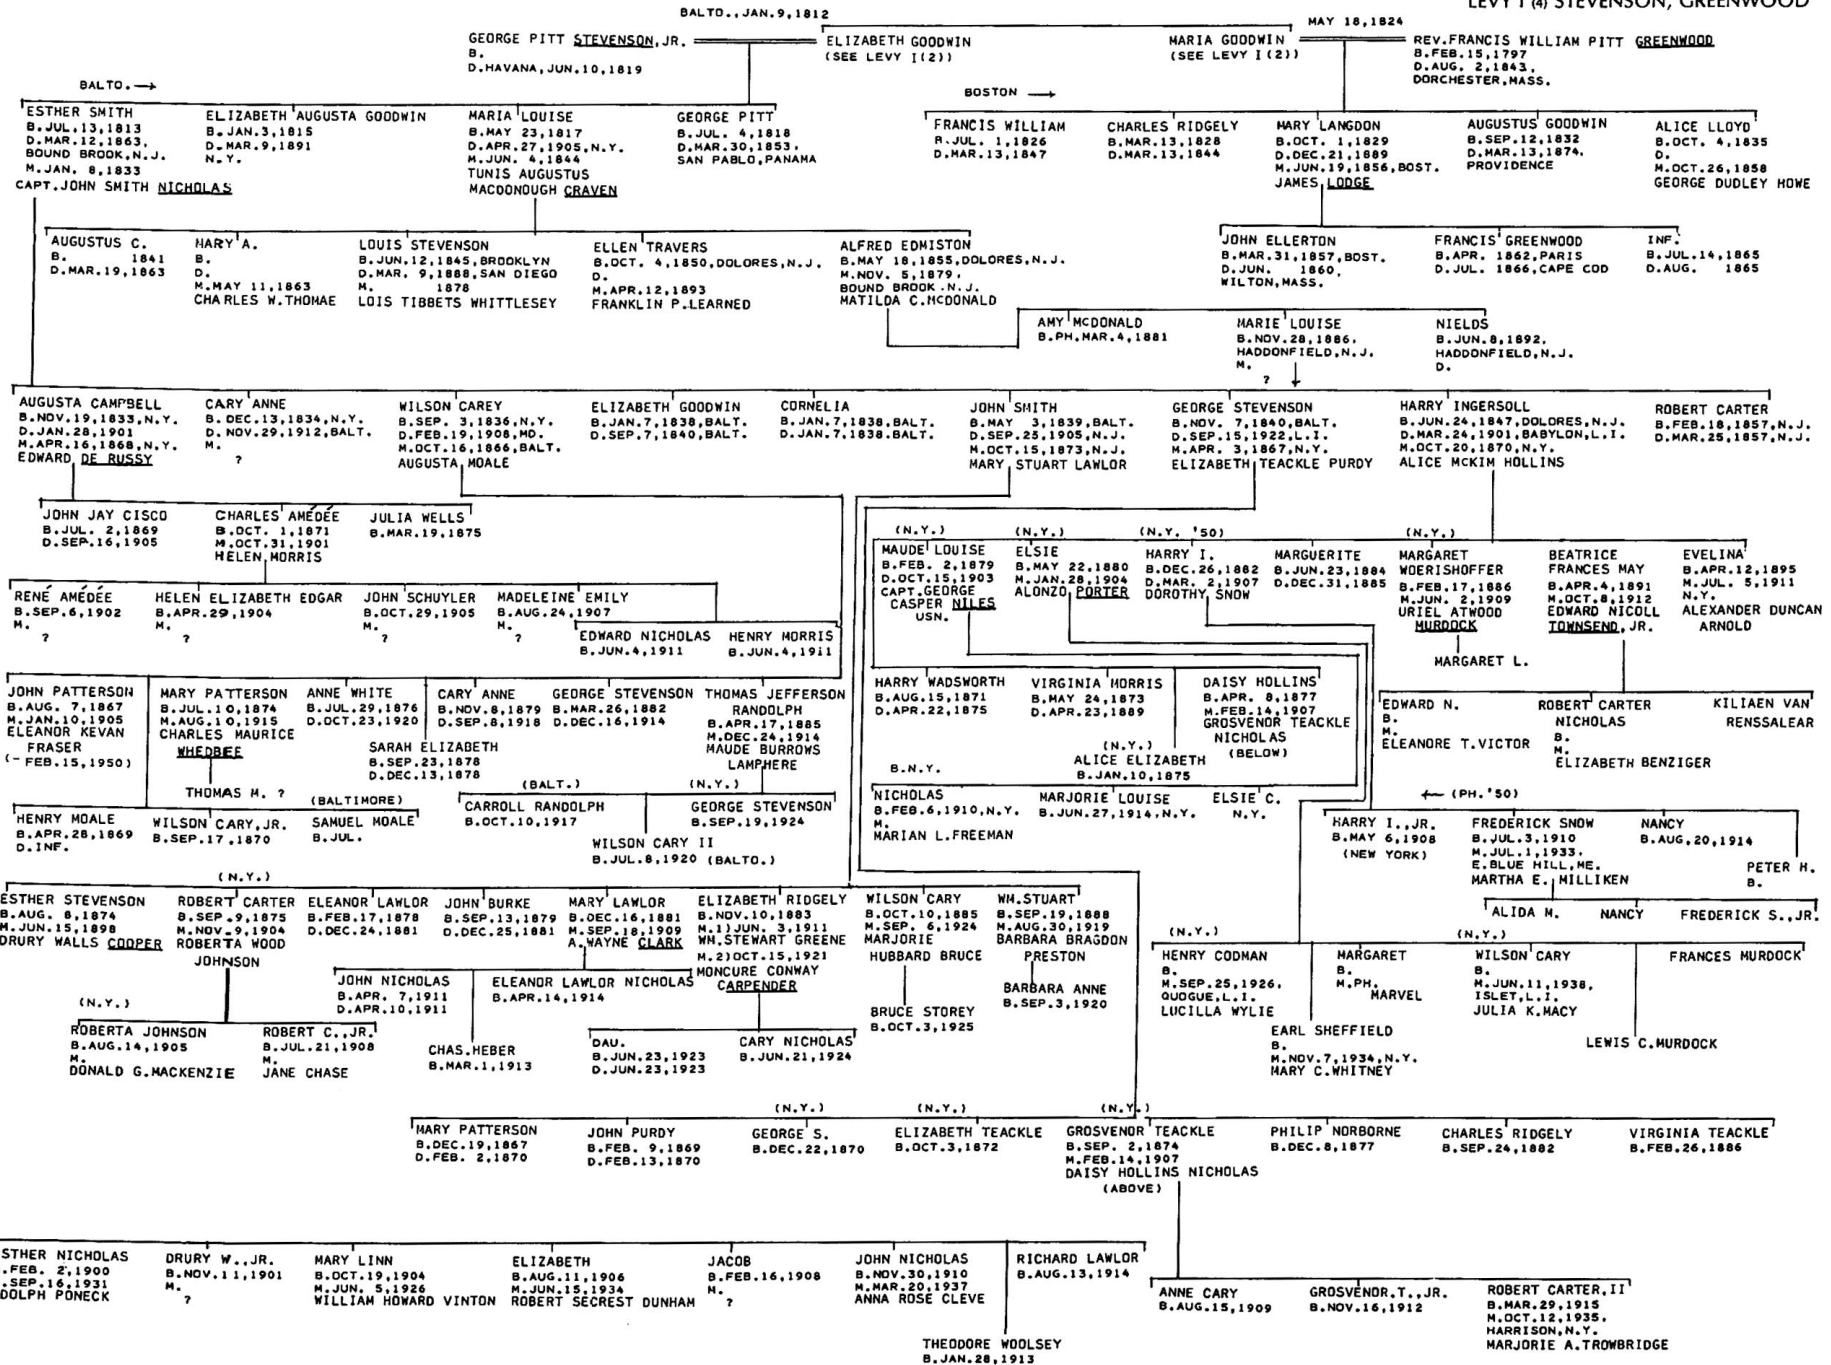 LEVY I (4) STEVENSON, GREENWOOD
BALTO., JAN.9,1812
MAY 18,1824
GEORGE PITT STEVENSON, JR.
B.
D.HAVANA, JUN.10,1819
ELIZABETH GOODWIN
(SEE LEVY I(2))
MARIA GOODWIN
(SEE LEVY I(2))
REV.FRANCIS WILLIAM PITT GREENWOOD
B.FEB.15,1797
D.AUG. 2,1843,
DORCHESTER,MASS.
BALTO. →
ESTHER SMITH
B.JUL.13,1813
D.MAR.12,1863,
BOUND BROOK,N.J.
M.JAN. 8,1833
CAPT.JOHN SMITH NICHOLAS
ELIZABETH AUGUSTA GOODWIN
B.JAN.3,1815
D.MAR.9,1891
N.Y.
MARIA LOUISE
B.MAY 23,1817
D.APR.27,1905,N.Y.
M.JUN. 4,1844
TUNIS AUGUSTUS
MACDONOUGH CRAVEN
GEORGE PITT
B.JUL. 4,1818
D.MAR.30,1853,
SAN PABLO,PANAMA
BOSTON →
FRANCIS WILLIAM
B.JUL. 1,1826
D.MAR.13,1847
CHARLES RIDGELY
B.MAR.13,1828
D.MAR.13,1844
MARY LANGDON
B.OCT. 1,1829
D.DEC.21,1889
M.JUN.19,1856,BOST.
JAMES LODGE
AUGUSTUS GOODWIN
B.SEP.12,1832
D.MAR.13,1874,
PROVIDENCE
ALICE LLOYD
B.OCT. 4,1835
D.
M.OCT.26,1858
GEORGE DUDLEY HOWE
AUGUSTUS C.
B. 1841
D.MAR.19,1863
MARY A.
B.
D.
M.MAY 11,1863
CHARLES W.THOMAE
LOUIS STEVENSON
B.JUN.12,1845,BROOKLYN
D.MAR. 9,1888,SAN DIEGO
M. 1878
LOIS TIBBETS WHITTLESEY
ELLEN TRAVERS
B.OCT. 4,1850,DOLORES,N.J.
D.
M.APR.12,1893
FRANKLIN P.LEARNED
ALFRED EDMISTON
B.MAY 18,1855,DOLORES,N.J.
M.NOV. 5,1879,
BOUND BROOK,N.J.
MATILDA C.MCDONALD
JOHN ELLERTON
B.MAR.31,1857,BOST.
D.JUN. 1860,
WILTON,MASS.
FRANCIS GREENWOOD
B.APR. 1862,PARIS
D.JUL. 1866,CAPE COD
INF.
B.JUL.14,1865
D.AUG. 1865
AMY MCDONALD
B.PH.MAR.4,1881
MARIE LOUISE
B.NOV.28,1886,
HADDONFIELD,N.J.
M.
?
NIELDS
B.JUN.8,1892,
HADDONFIELD,N.J.
D.
AUGUSTA CAMPBELL
B.NOV.19,1833,N.Y.
D.JAN.28,1901
M.APR.16,1868,N.Y.
EDWARD DE RUSSY
CARY ANNE
B.DEC.13,1834,N.Y.
D.NOV.29,1912,BALT.
M.
?
WILSON CAREY
B.SEP. 3,1836,N.Y.
D.FEB.19,1908,MD.
M.OCT.16,1866,BALT.
AUGUSTA MOALE
ELIZABETH GOODWIN
B.JAN.7,1838,BALT.
D.SEP.7,1840,BALT.
CORNELIA
B.JAN.7,1838,BALT.
D.JAN.7,1838.BALT.
JOHN SMITH
B.MAY 3,1839,BALT.
D.SEP.25,1905,N.J.
M.OCT.15,1873,N.J.
MARY STUART LAWLOR
GEORGE STEVENSON
B.NOV. 7,1840,BALT.
D.SEP.15,1922,L.I.
M.APR. 3,1867,N.Y.
ELIZABETH TEACKLE PURDY
HARRY INGERSOLL
B.JUN.24,1847,DOLORES,N.J.
D.MAR.24,1901,BABYLON,L.I.
M.OCT.20,1870,N.Y.
ALICE MCKIM HOLLINS
ROBERT CARTER
B.FEB.18,1857,N.J.
D.MAR.25,1857,N.J.
JOHN JAY CISCO
B.JUL. 2,1869
D.SEP.16,1905
CHARLES AMÉDÉE
B.OCT. 1,1871
M.OCT.31,1901
HELEN MORRIS
JULIA WELLS
B.MAR.19,1875
(N.Y.)
MAUDE LOUISE
B.FEB. 2,1879
D.OCT.15,1903
CAPT.GEORGE
CASPER NILES
USN.
(N.Y.)
ELSIE
B.MAY 22,1880
M.JAN.28,1904
ALONZO PORTER
(N.Y. '50)
HARRY I.
B.DEC.26,1882
D.MAR. 2,1907
DOROTHY SNOW
MARGUERITE
B.JUN.23,1884
D.DEC.31,1885
(N.Y.)
MARGARET
WOERISHOFFER
B.FEB.17,1886
M.JUN. 2,1909
URIEL ATWOOD
MURDOCK
MARGARET L.
BEATRICE
FRANCES MAY
B.APR.4,1891
M.OCT.8,1912
EDWARD NICOLL
TOWNSEND, JR.
EVELINA
B.APR.12,1895
M.JUL. 5,1911
N.Y.
ALEXANDER DUNCAN
ARNOLD
RENÉ AMÉDÉE
B.SEP.6,1902
M.
?
HELEN ELIZABETH EDGAR
B.APR.29,1904
M.
?
JOHN SCHUYLER
B.OCT.29,1905
M.
?
MADELEINE EMILY
B.AUG.24,1907
M.
?
EDWARD NICHOLAS
B.JUN.4,1911
HENRY MORRIS
B.JUN.4,1911
JOHN PATTERSON
B.AUG. 7,1867
M.JAN.10,1905
ELEANOR KEVAN
FRASER
(- FEB.15,1950)
MARY PATTERSON
B.JUL.10,1874
M.AUG.10,1915
CHARLES MAURICE
WHEDBEE
THOMAS M. ?
ANNE WHITE
B.JUL.29,1876
D.OCT.23,1920
SARAH ELIZABETH
B.SEP.23,1878
D.DEC.13,1878
CARY ANNE
B.NOV.8,1879
D.SEP.8,1918
GEORGE STEVENSON
B.MAR.26,1882
D.DEC.16,1914
THOMAS JEFFERSON
RANDOLPH
B.APR.17,1885
M.DEC.24,1914
MAUDE BURROWS
LAMPHERE
HARRY WADSWORTH
B.AUG.15,1871
D.APR.22,1875
VIRGINIA MORRIS
B.MAY 24,1873
D.APR.23,1889
(N.Y.)
ALICE ELIZABETH
B.JAN.10,1875
DAISY HOLLINS
B.APR. 8,1877
M.FEB.14,1907
GROSVENOR TEACKLE
NICHOLAS
(BELOW)
EDWARD N.
B.
M.
ELEANORE T.VICTOR
ROBERT CARTER
NICHOLAS
B.
M.
ELIZABETH BENZIGER
KILIAEN VAN
RENSSALEAR
HENRY MOALE
B.APR.28,1869
D.INF.
WILSON CARY,JR.
B.SEP.17,1870
(BALTIMORE)
SAMUEL MOALE
B.JUL.
(BALT.)
CARROLL RANDOLPH
B.OCT.10,1917
WILSON CARY II
B.JUL.8,1920 (BALTO.)
(N.Y.)
GEORGE STEVENSON
B.SEP.19,1924
B.N.Y.
NICHOLAS
B.FEB.6,1910,N.Y.
M.
MARIAN L.FREEMAN
MARJORIE LOUISE
B.JUN.27,1914,N.Y.
ELSIE C.
N.Y.
← (PH.'50)
HARRY I.,JR.
B.MAY 6,1908
(NEW YORK)
FREDERICK SNOW
B.JUL.3,1910
M.JUL.1,1933,
E.BLUE HILL,ME.
MARTHA E. MILLIKEN
NANCY
B.AUG.20,1914
PETER H.
B.
ALIDA M.
NANCY
FREDERICK S.,JR.
ESTHER STEVENSON
B.AUG. 8,1874
M.JUN.15,1898
DRURY WALLS COOPER
(N.Y.)
ROBERT CARTER
B.SEP.9,1875
M.NOV.9,1904
ROBERTA WOOD
JOHNSON
ELEANOR LAWLOR
B.FEB.17,1878
D.DEC.24,1881
JOHN BURKE
B.SEP.13,1879
D.DEC.25,1881
MARY LAWLOR
B.DEC.16,1881
M.SEP.18,1909
A.WAYNE CLARK
ELIZABETH RIDGELY
B.NOV.10,1883
M.1)JUN. 3,1911
WM.STEWART GREENE
M.2)OCT.15,1921
MONCURE CONWAY
CARPENDER
WILSON CARY
B.OCT.10,1885
M.SEP. 6,1924
MARJORIE
HUBBARD BRUCE
BRUCE STOREY
B.OCT.3,1925
WM.STUART
B.SEP.19,1888
M.AUG.30,1919
BARBARA BRAGDON
PRESTON
BARBARA ANNE
B.SEP.3,1920
JOHN NICHOLAS
B.APR. 7,1911
D.APR.10,1911
ELEANOR LAWLOR NICHOLAS
B.APR.14,1914
CHAS.HEBER
B.MAR.1,1913
(N.Y.)
ROBERTA JOHNSON
B.AUG.14,1905
M.
DONALD G.MACKENZIE
ROBERT C.,JR.
B.JUL.21,1908
M.
JANE CHASE
DAU.
B.JUN.23,1923
D.JUN.23,1923
CARY NICHOLAS
B.JUN.21,1924
(N.Y.)
HENRY CODMAN
B.
M.SEP.25,1926,
QUOGUE,L.I.
LUCILLA WYLIE
EARL SHEFFIELD
B.
M.NOV.7,1934,N.Y.
MARY C.WHITNEY
MARGARET
B.
M.PH.
MARVEL
(N.Y.)
WILSON CARY
B.
M.JUN.11,1938,
ISLET,L.I.
JULIA K.MACY
LEWIS C.MURDOCK
FRANCES MURDOCK
MARY PATTERSON
B.DEC.19,1867
D.FEB. 2,1870
JOHN PURDY
B.FEB. 9,1869
D.FEB.13,1870
(N.Y.)
GEORGE S.
B.DEC.22,1870
(N.Y.)
ELIZABETH TEACKLE
B.OCT.3,1872
(N.Y.)
GROSVENOR TEACKLE
B.SEP. 2,1874
M.FEB.14,1907
DAISY HOLLINS NICHOLAS
(ABOVE)
PHILIP NORBORNE
B.DEC.8,1877
CHARLES RIDGELY
B.SEP.24,1882
VIRGINIA TEACKLE
B.FEB.26,1886
STHER NICHOLAS
.FEB. 2,1900
.SEP.16,1931
DOLPH PONECK
DRURY W.,JR.
B.NOV.11,1901
M.
?
MARY LINN
B.OCT.19,1904
M.JUN. 5,1926
WILLIAM HOWARD VINTON
ELIZABETH
B.AUG.11,1906
M.JUN.15,1934
ROBERT SECREST DUNHAM
JACOB
B.FEB.16,1908
M.
?
JOHN NICHOLAS
B.NOV.30,1910
M.MAR.20,1937
ANNA ROSE CLEVE
THEODORE WOOLSEY
B.JAN.28,1913
RICHARD LAWLOR
B.AUG.13,1914
ANNE CARY
B.AUG.15,1909
GROSVENOR.T.,JR.
B.NOV.16,1912
ROBERT CARTER,II
B.MAR.29,1915
M.OCT.12,1935,
HARRISON,N.Y.
MARJORIE A.TROWBRIDGE